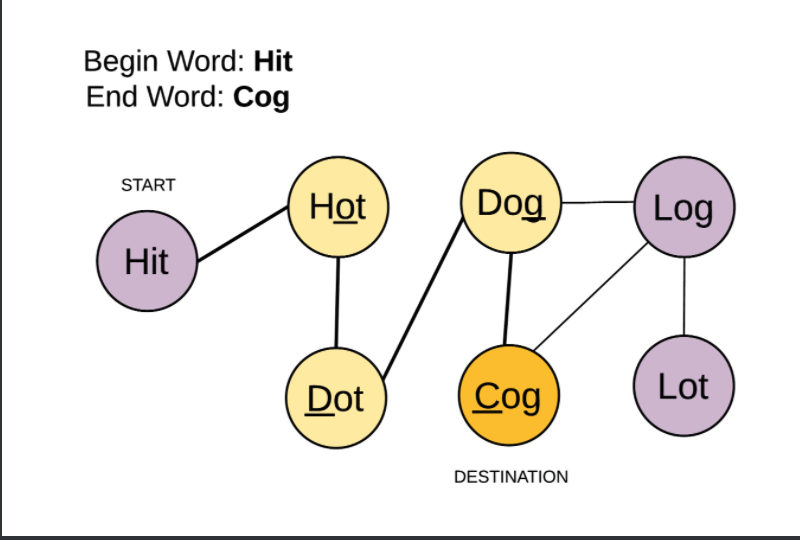 Begin Word: Hit
End Word: Cog
START
Hit
Hot
Dot
Dog
Cog
DESTINATION
Log
Lot